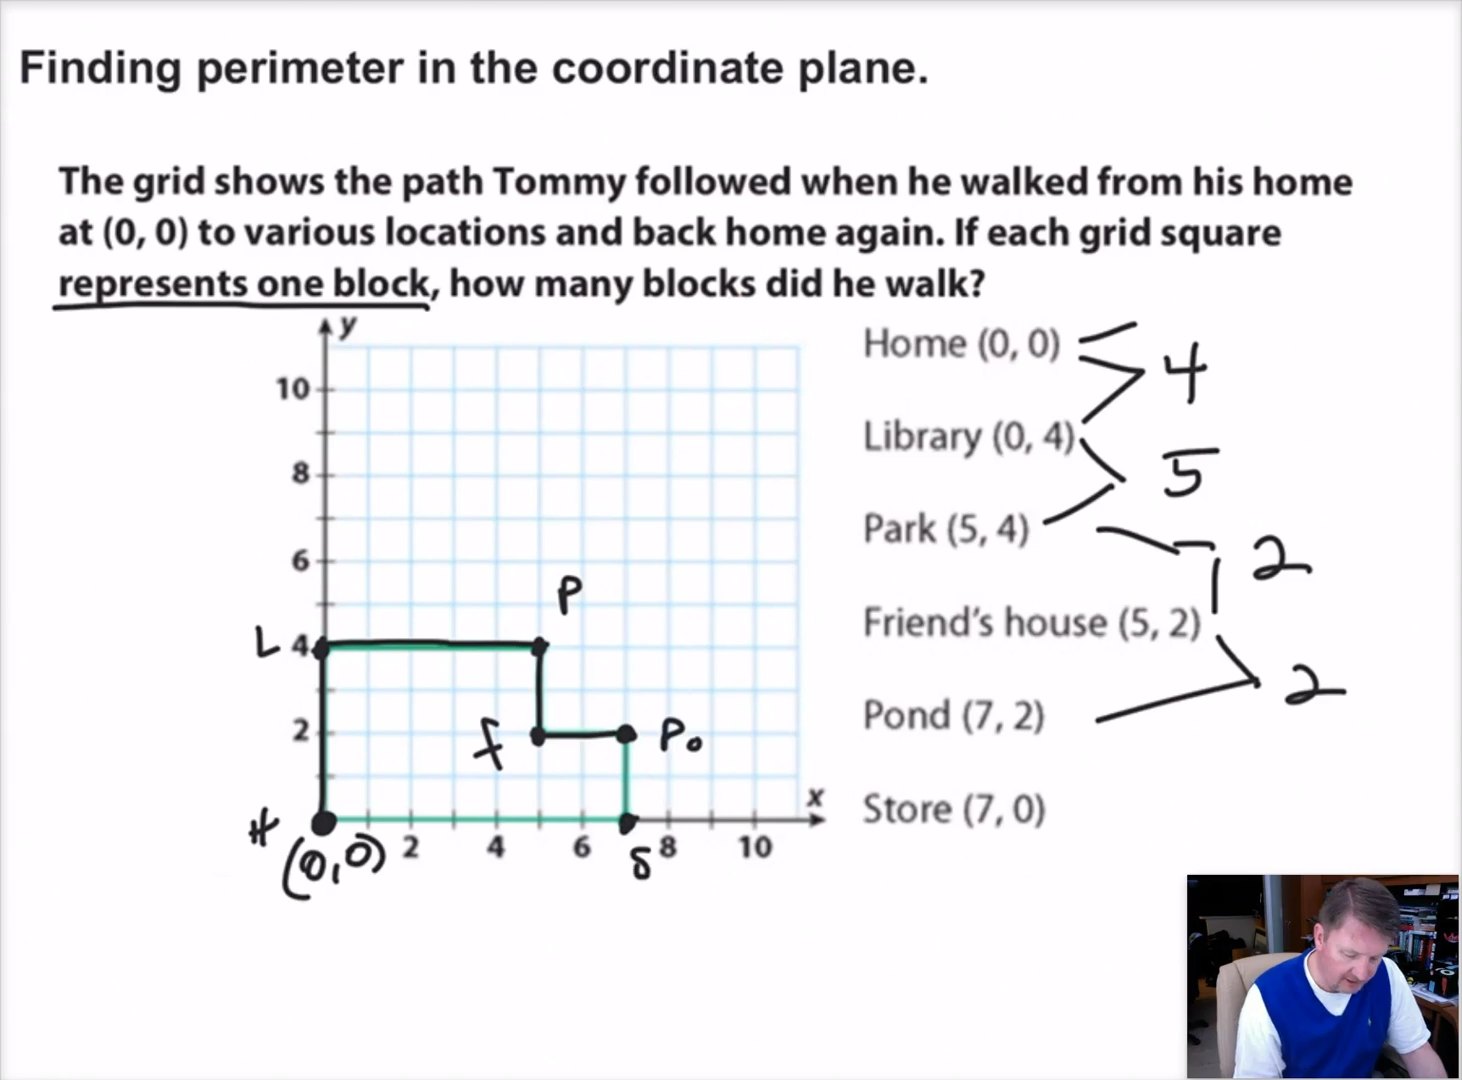 Finding perimeter in the coordinate plane.
The grid shows the path Tommy followed when he walked from his home
at (0, 0) to various locations and back home again. If each grid square
represents one block, how many blocks did he walk?
y
10
8
6
4
2
L
P
f
Po
H
(0,0)
2
4
6
8
10
x
S
Home (0, 0)
4
Library (0, 4)
5
Park (5, 4)
2
Friend's house (5, 2)
2
Pond (7, 2)
Store (7, 0)